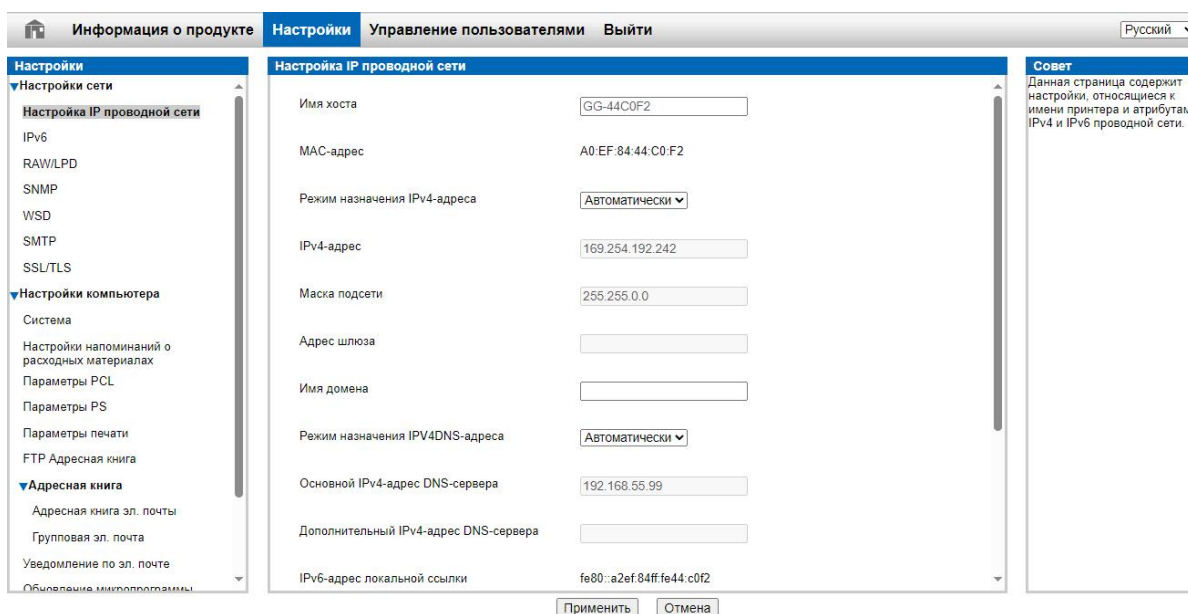 Информация о продукте Настройки Управление пользователями Выйти Русский
Настройки
▼Настройки сети
Настройка IP проводной сети
IPv6
RAW/LPD
SNMP
WSD
SMTP
SSL/TLS
▼Настройки компьютера
Система
Настройки напоминаний о
расходных материалах
Параметры PCL
Параметры PS
Параметры печати
FTP Адресная книга
▼Адресная книга
Адресная книга эл. почты
Групповая эл. почта
Уведомление по эл. почте
Обновление микропрограммы
Настройка IP проводной сети
Имя хоста GG-44C0F2
MAC-адрес A0:EF:84:44:C0:F2
Режим назначения IPv4-адреса Автоматически
IPv4-адрес 169.254.192.242
Маска подсети 255.255.0.0
Адрес шлюза
Имя домена
Режим назначения IPV4DNS-адреса Автоматически
Основной IPv4-адрес DNS-сервера 192.168.55.99
Дополнительный IPv4-адрес DNS-сервера
IPv6-адрес локальной ссылки fe80::a2ef:84ff:fe44:c0f2
Применить Отмена
Совет
Данная страница содержит
настройки, относящиеся к
имени принтера и атрибутам
IPv4 и IPv6 проводной сети.